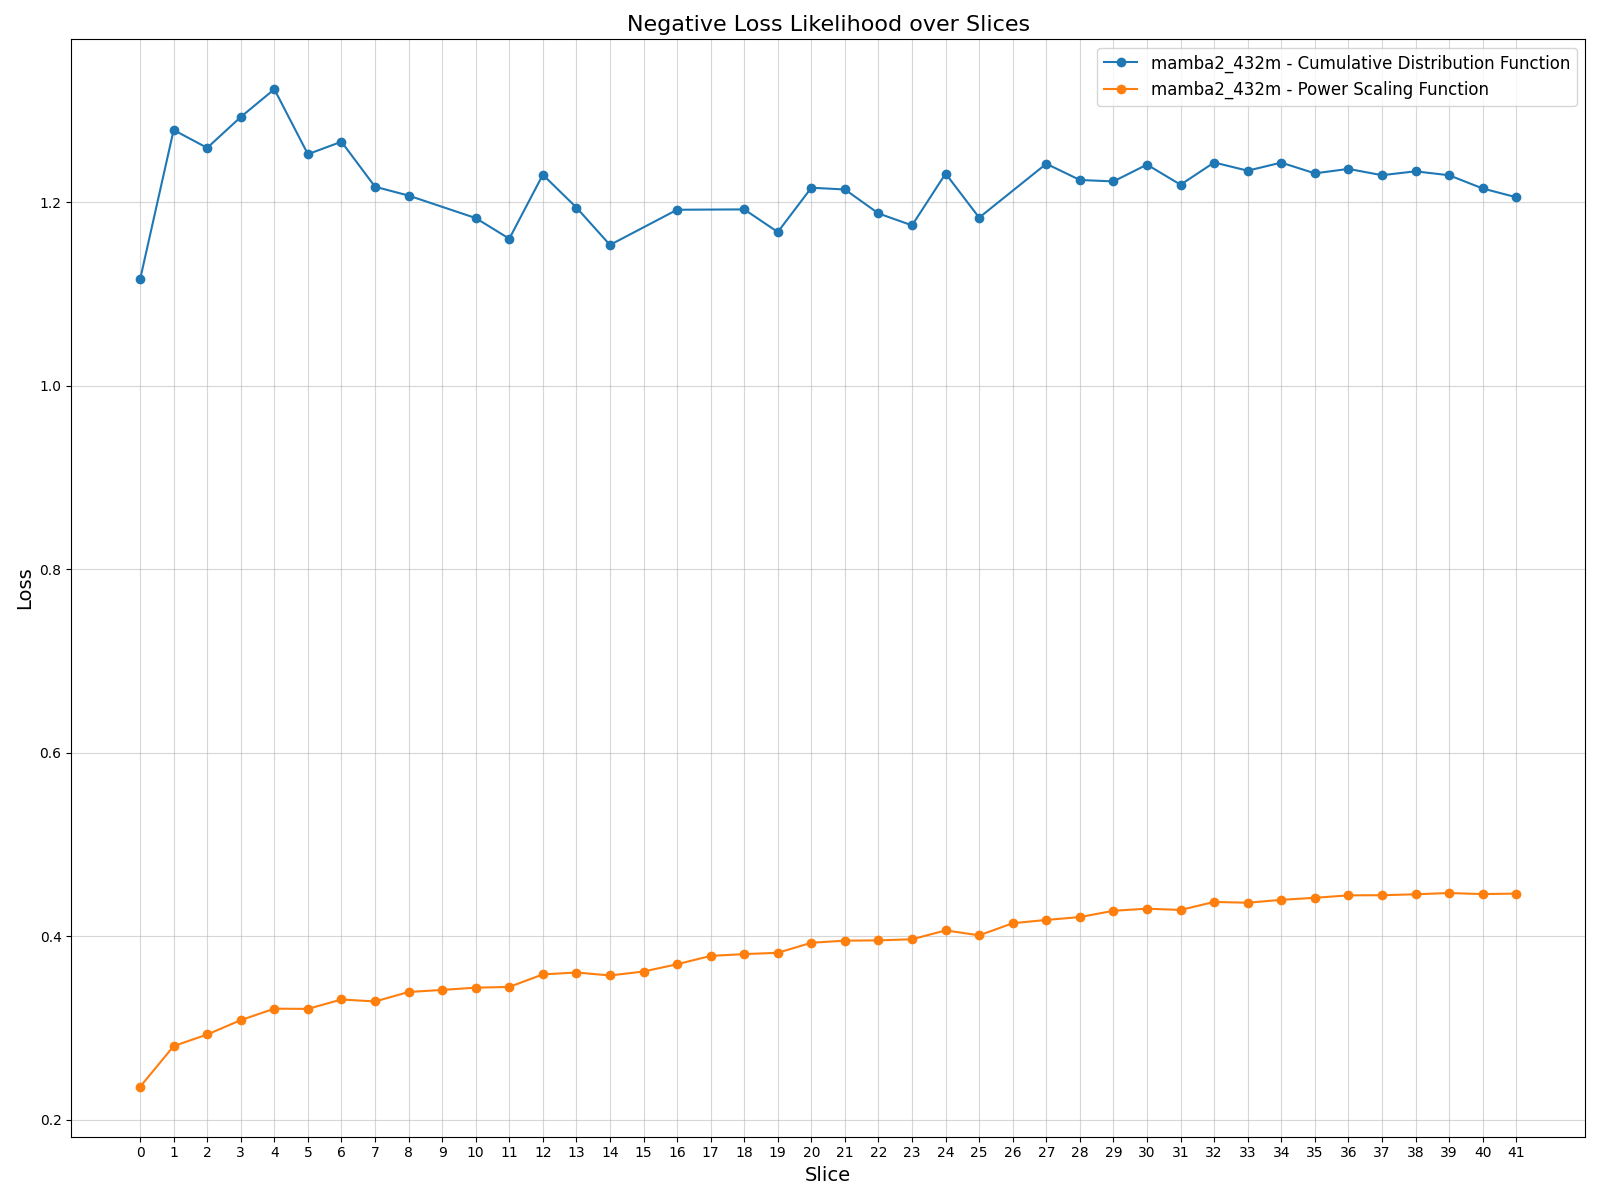 Negative Loss Likelihood over Slices
mamba2_432m - Cumulative Distribution Function
mamba2_432m - Power Scaling Function
1.2
1.0
0.8
0.6
0.4
0.2
Loss
0 1 2 3 4 5 6 7 8 9 10 11 12 13 14 15 16 17 18 19 20 21 22 23 24 25 26 27 28 29 30 31 32 33 34 35 36 37 38 39 40 41
Slice